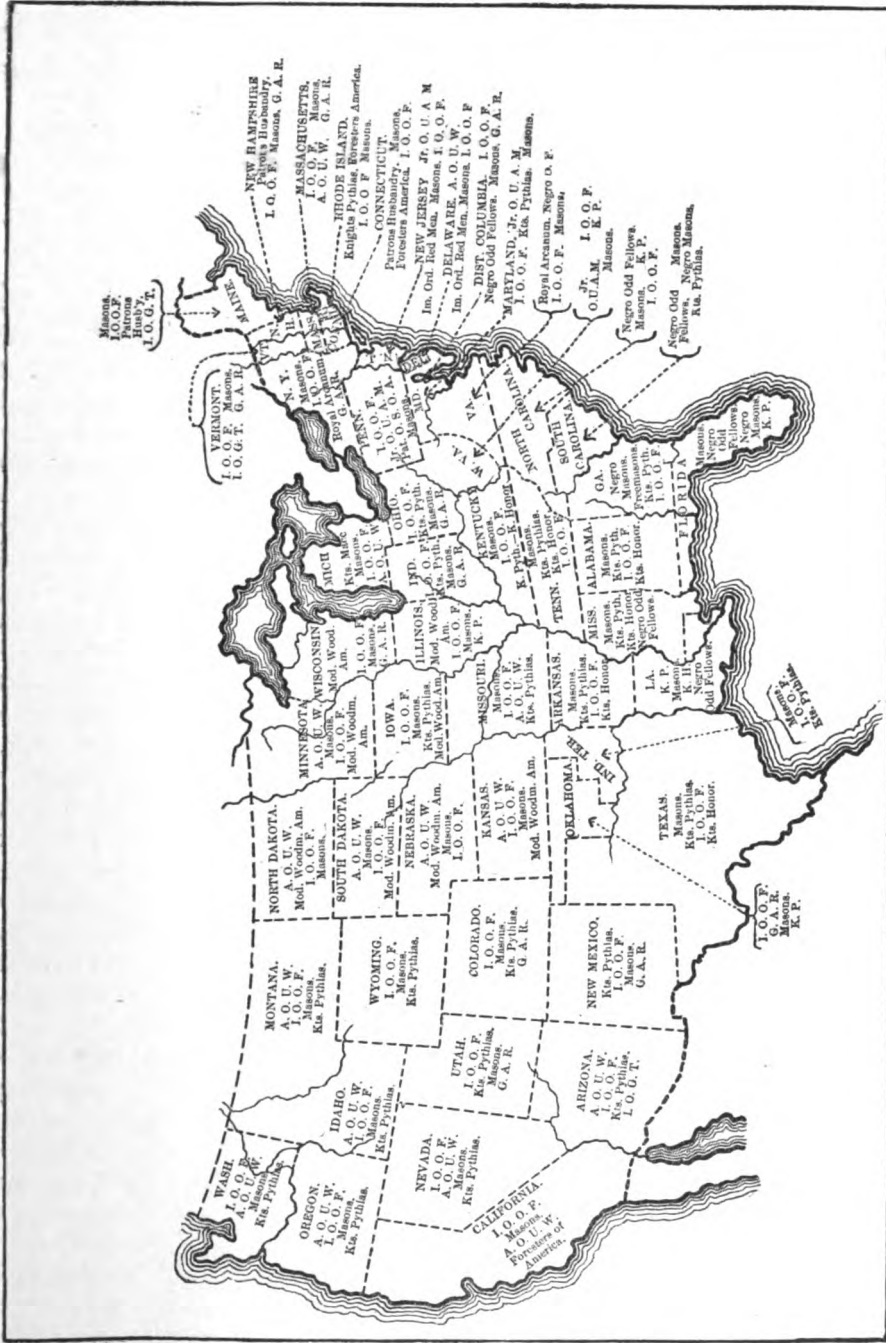 WASH.
I. O. O. F.
A. O. U. W.
Masons.
Kts. Pythias.
OREGON.
A. O. U. W.
I. O. O. F.
Masons.
Kts. Pythias.
CALIFORNIA.
I. O. O. F.
Masons.
A. O. U. W.
Foresters of
America.
NEVADA.
I. O. O. F.
A. O. U. W.
Masons.
Kts. Pythias.
IDAHO.
A. O. U. W.
I. O. O. F.
Masons.
Kts. Pythias.
MONTANA.
A. O. U. W.
I. O. O. F.
Masons.
Kts. Pythias.
WYOMING.
I. O. O. F.
Masons.
Kts. Pythias.
UTAH.
I. O. O. F.
Kts. Pythias.
Masons.
G. A. R.
COLORADO.
I. O. O. F.
Masons.
Kts. Pythias.
G. A. R.
ARIZONA.
A. O. U. W.
I. O. O. F.
Kts. Pythias.
I. O. G. T.
NEW MEXICO.
Kts. Pythias.
I. O. O. F.
Masons.
G. A. R.
NORTH DAKOTA.
A. O. U. W.
Mod. Woodm. Am.
I. O. O. F.
Masons.
SOUTH DAKOTA.
A. O. U. W.
Masons.
I. O. O. F.
Mod. Woodm. Am.
NEBRASKA.
A. O. U. W.
Mod. Woodm. Am.
Masons.
I. O. O. F.
KANSAS.
A. O. U. W.
I. O. O. F.
Masons.
Mod. Woodm. Am.
OKLAHOMA.
I. O. O. F.
G. A. R.
Masons.
K. P.
IND. TER.
Masons.
I. O. O. F.
Kts. Pythias.
TEXAS.
Masons.
Kts. Pythias.
I. O. O. F.
Kts. Honor.
MINNESOTA
A. O. U. W.
Masons.
I. O. O. F.
Mod. Woodm.
Am.
IOWA.
I. O. O. F.
Masons.
Kts. Pythias
Mod. Wood. Am.
MISSOURI.
Masons.
I. O. O. F.
A. O. U. W.
Kts. Pythias.
ARKANSAS.
Masons.
Kts. Pythias.
I. O. O. F.
Kts. Honor.
LA.
K. P.
Masons
K. H.
Negro
Odd Fellows.
WISCONSIN
Mod. Wood.
Am.
I. O. O. F.
Masons
G. A. R.
ILLINOIS.
Mod. Woodm.
Am.
I. O. O. F.
Masons.
K. P.
MICH
Kts. Macc
Masons.
I. O. O. F.
A. O. U. W
IND.
I. O. O. F.
Kts. Pyth.
Masons.
G. A. R.
OHIO.
I. O. O. F.
Kts. Pyth.
Masons.
G. A. R.
KENTUCKY
Masons.
I. O. O. F.
K. Pyth.—K. Honor
TENN.
Masons.
Kts. Pythias.
Kts. Honor.
I. O. O. F.
MISS.
Masons.
Kts. Pyth.
Kts. Honor
Negro Odd
Fellows.
ALABAMA.
Masons.
Kts. Pyth.
I. O. O. F.
Kts. Honor.
GA.
Negro
Masons.
Freemasons.
Kts. Pyth.
I. O. O. F.
FLORIDA
Masons.
Negro
Odd
Fellows.
Negro
Masons.
K. P.
SOUTH
CAROLINA.
Negro Odd Masons.
Fellows. Negro Masons,
Kts. Pythias.
NORTH CAROLINA
Negro Odd Fellows
Masons, K. P.
I. O. O. F.
W. VA.
Jr. I. O. O. F.
O.U.A.M. K. P.
Masons.
VA.
Royal Arcanum. Negro O. F.
I. O. O. F. Masons.
MD.
MARYLAND, Jr. O. U. A. M.
I. O. O. F. Kts. Pythias. Masons.
DIST. COLUMBIA. I. O. O. F.
Negro Odd Fellows. Masons, G. A. R.
DEL.
DELAWARE, A. O. U. W.
Im. Ord. Red Men. Masons, I. O. O. F
NEW JERSEY Jr. O. U. A M
Im. Ord. Red Men. Masons, I. O. O. F.
PENN.
I. O. O. F.
Jr. O. U. A. M.
Pat. O. S. O. A.
Masons.
N. Y.
Masons.
I. O. O. F
Royal Arcanum.
G. A. R.
CONNECTICUT.
Patrons Husbandry. Masons.
Foresters America, I. O. O. F.
RHODE ISLAND.
Knights Pythias, Foresters America.
I. O. O F Masons.
MASS.
MASSACHUSETTS.
I. O. O. F. Masons,
A. O. U. W. G. A. R.
N.
H.
NEW HAMPSHIRE
Patrons Husbandry.
I. O. O. F. Masons, G. A. R.
VT.
VERMONT.
I. O. O. F. Masons,
I. O. G. T. G. A. R.
MAINE
Masons,
I.O.O.F.
Patrons
Husb'y.
I. O. G. T.